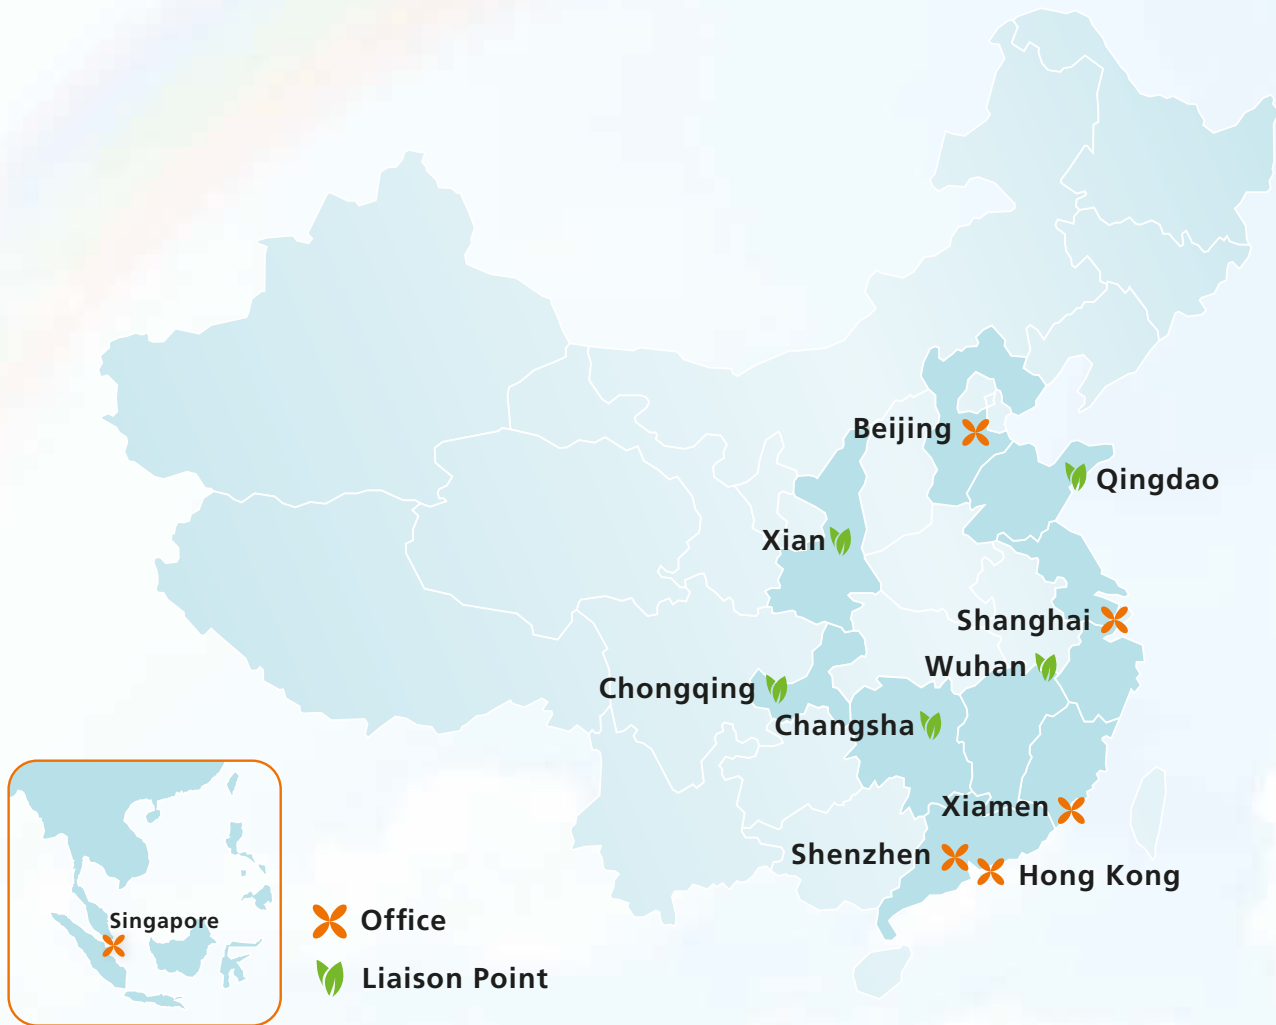 Beijing
Qingdao
Xian
Shanghai
Wuhan
Chongqing
Changsha
Xiamen
Shenzhen
Hong Kong
Singapore
Office
Liaison Point